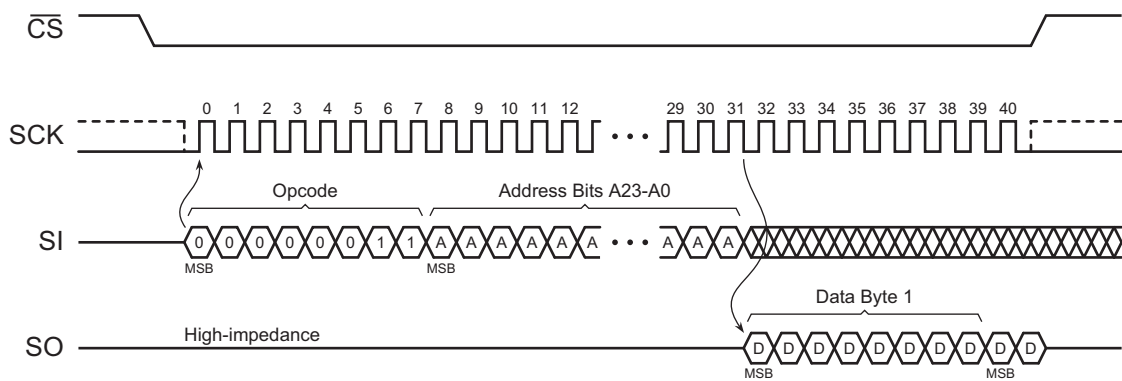 CS
SCK
0 1 2 3 4 5 6 7 8 9 10 11 12 29 30 31 32 33 34 35 36 37 38 39 40
Opcode Address Bits A23-A0
SI
0 0 0 0 0 0 1 1 A A A A A A A A A
MSB MSB
Data Byte 1
High-impedance
SO
D D D D D D D D D D
MSB MSB